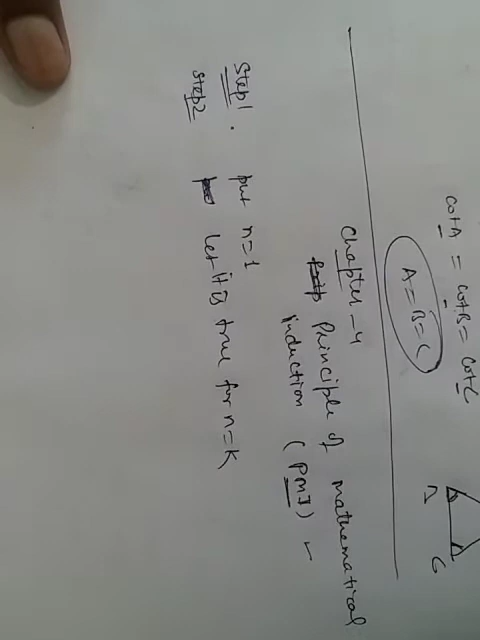 cotA = cotB = cotC
A = B = C
Chapter-4
Principle of mathematical
induction (PMI) -
Step1. put n=1
Step2 let it is true for n=k